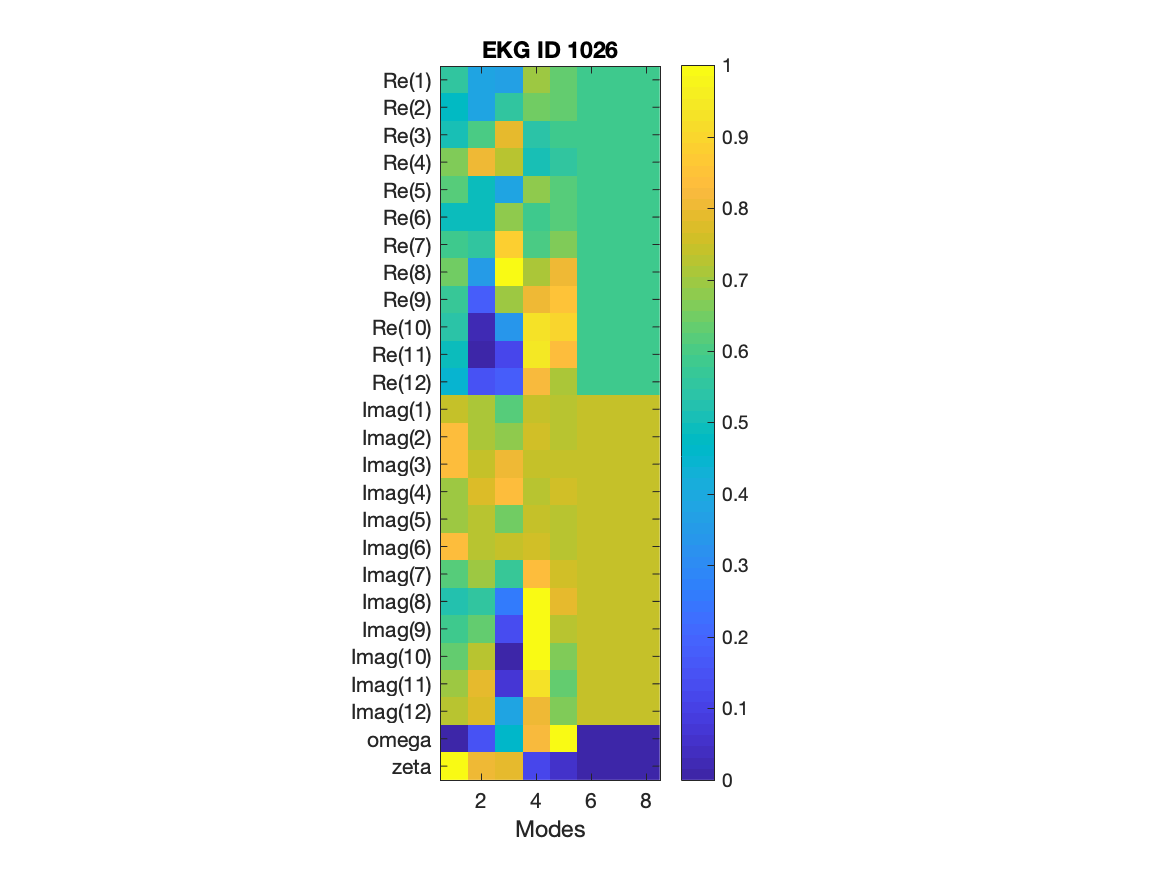 EKG ID 1026
Re(1)
Re(2)
Re(3)
Re(4)
Re(5)
Re(6)
Re(7)
Re(8)
Re(9)
Re(10)
Re(11)
Re(12)
Imag(1)
Imag(2)
Imag(3)
Imag(4)
Imag(5)
Imag(6)
Imag(7)
Imag(8)
Imag(9)
Imag(10)
Imag(11)
Imag(12)
omega
zeta
2 4 6 8
Modes
1
0.9
0.8
0.7
0.6
0.5
0.4
0.3
0.2
0.1
0